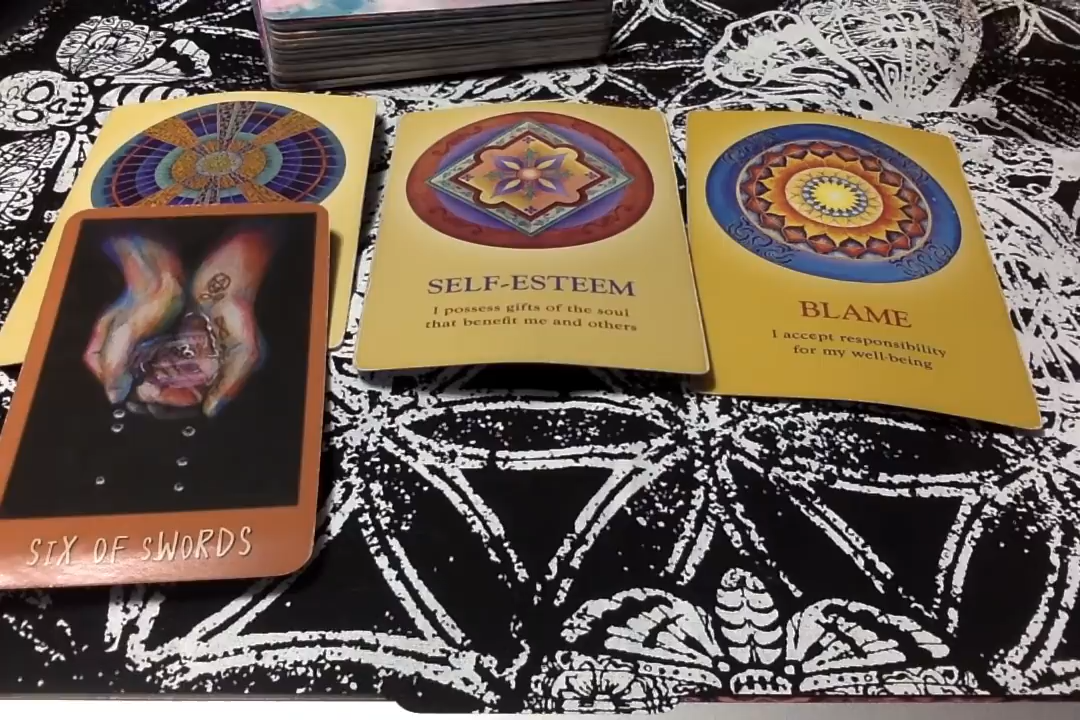 SELF-ESTEEM
I possess gifts of the soul
that benefit me and others
BLAME
I accept responsibility
for my well-being
SIX OF SWORDS